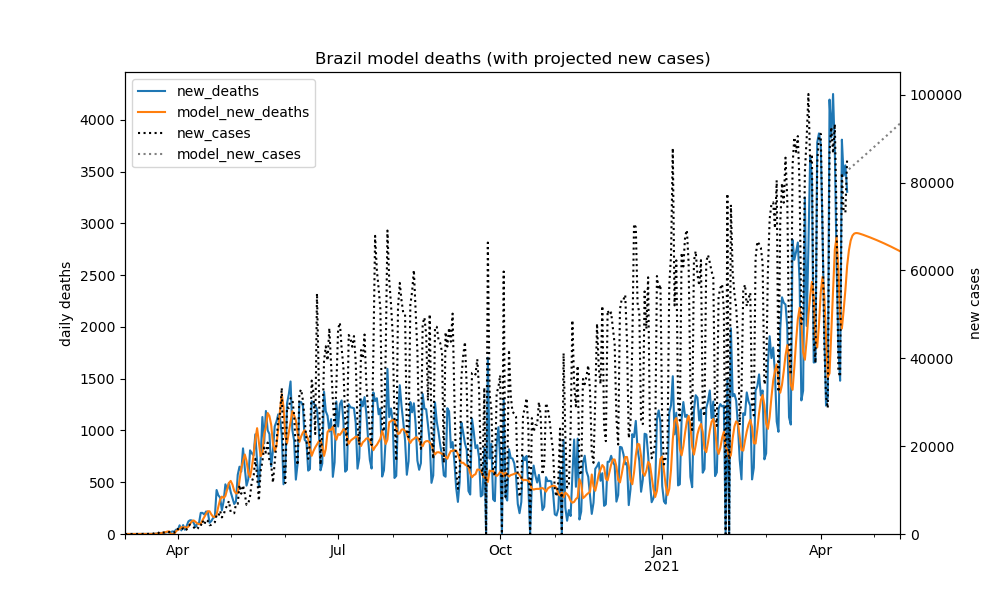 Brazil model deaths (with projected new cases)
new_deaths
model_new_deaths
new_cases
model_new_cases
daily deaths
new cases
4000
3500
3000
2500
2000
1500
1000
500
0
100000
80000
60000
40000
20000
0
Apr
Jul
Oct
Jan
2021
Apr